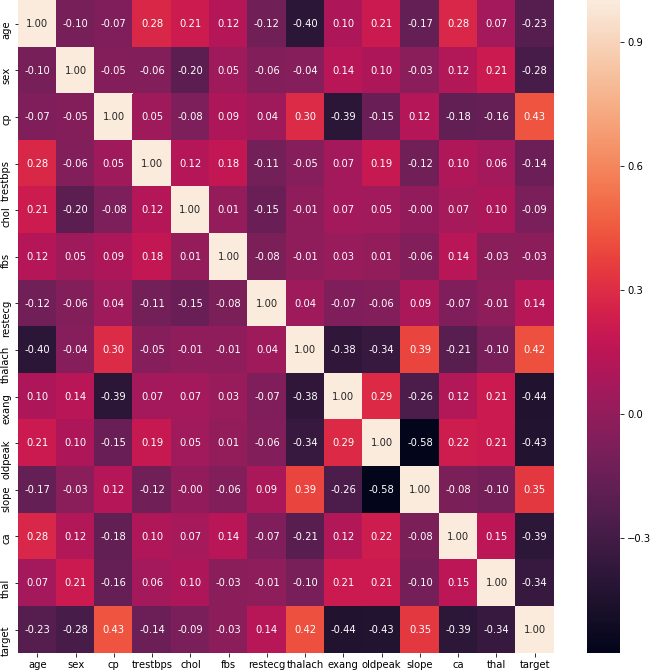 age 1.00 -0.10 -0.07 0.28 0.21 0.12 -0.12 -0.40 0.10 0.21 -0.17 0.28 0.07 -0.23
sex -0.10 1.00 -0.05 -0.06 -0.20 0.05 -0.06 -0.04 0.14 0.10 -0.03 0.12 0.21 -0.28
cp -0.07 -0.05 1.00 0.05 -0.08 0.09 0.04 0.30 -0.39 -0.15 0.12 -0.18 -0.16 0.43
trestbps 0.28 -0.06 0.05 1.00 0.12 0.18 -0.11 -0.05 0.07 0.19 -0.12 0.10 0.06 -0.14
chol 0.21 -0.20 -0.08 0.12 1.00 0.01 -0.15 -0.01 0.07 0.05 -0.00 0.07 0.10 -0.09
fbs 0.12 0.05 0.09 0.18 0.01 1.00 -0.08 -0.01 0.03 0.01 -0.06 0.14 -0.03 -0.03
restecg -0.12 -0.06 0.04 -0.11 -0.15 -0.08 1.00 0.04 -0.07 -0.06 0.09 -0.07 -0.01 0.14
thalach -0.40 -0.04 0.30 -0.05 -0.01 -0.01 0.04 1.00 -0.38 -0.34 0.39 -0.21 -0.10 0.42
exang 0.10 0.14 -0.39 0.07 0.07 0.03 -0.07 -0.38 1.00 0.29 -0.26 0.12 0.21 -0.44
oldpeak 0.21 0.10 -0.15 0.19 0.05 0.01 -0.06 -0.34 0.29 1.00 -0.58 0.22 0.21 -0.43
slope -0.17 -0.03 0.12 -0.12 -0.00 -0.06 0.09 0.39 -0.26 -0.58 1.00 -0.08 -0.10 0.35
ca 0.28 0.12 -0.18 0.10 0.07 0.14 -0.07 -0.21 0.12 0.22 -0.08 1.00 0.15 -0.39
thal 0.07 0.21 -0.16 0.06 0.10 -0.03 -0.01 -0.10 0.21 0.21 -0.10 0.15 1.00 -0.34
target -0.23 -0.28 0.43 -0.14 -0.09 -0.03 0.14 0.42 -0.44 -0.43 0.35 -0.39 -0.34 1.00
age sex cp trestbps chol fbs restecg thalach exang oldpeak slope ca thal target
0.9
0.6
0.3
0.0
−0.3